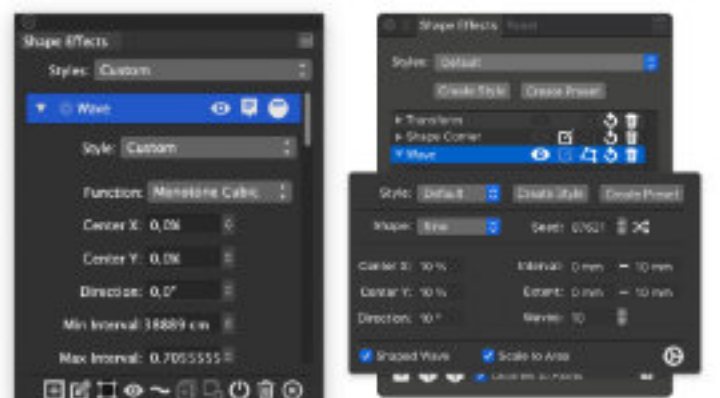 Shape Effects
Styles: Custom
Wave
Style: Custom
Function: Monotone Cubic
Center X: 0,0%
Center Y: 0,0%
Direction: 0,0°
Min Interval: 38889 cm
Max Interval: 0.7055555
Shape Effects
Styles: Default
Create Style Create Preset
Transform
Shape Corner
Wave
Style: Default Create Style Create Preset
Shape: Sine Seed: 07621
Center X: 10 % Interval: 0 mm – 10 mm
Center Y: 10 % Extent: 0 mm – 10 mm
Direction: 10 ° Waves: 10
Shaped Wave Scale to Area